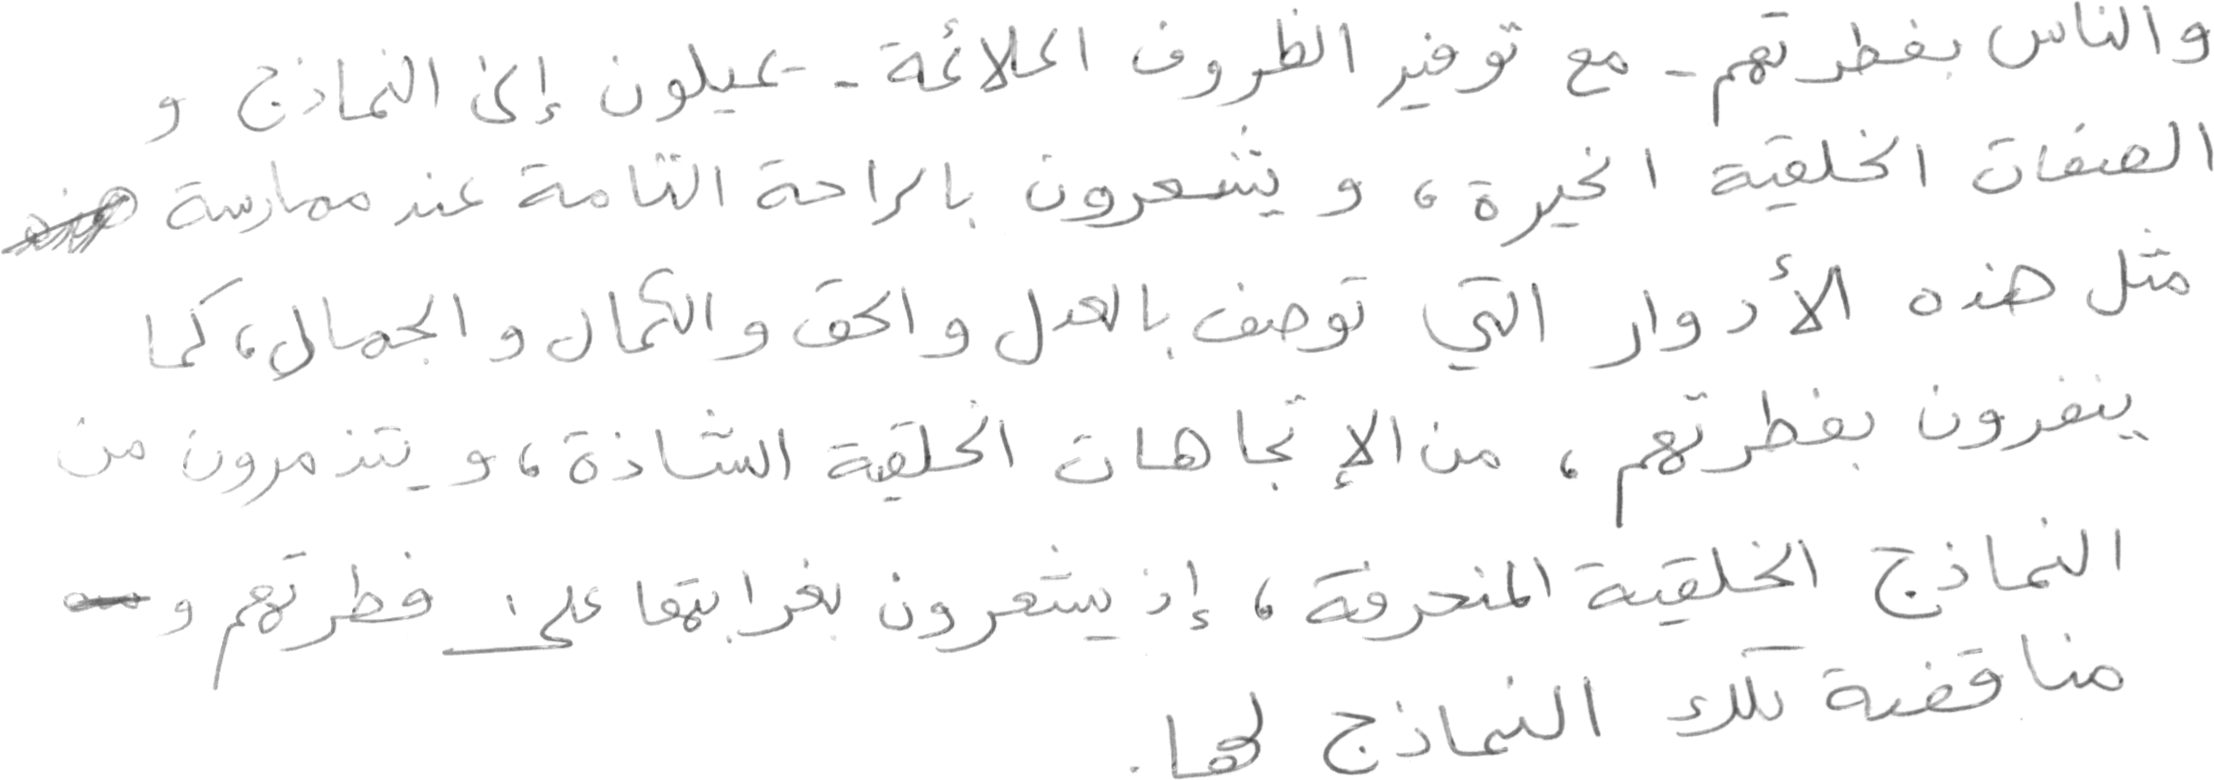 والناس بفطرتهم - مع توفير الظروف الملائمة - يميلون إلى النماذج و
الصفات الخلقية الخيرة، و يشعرون بالراحة التامة عند ممارسة
مثل هذه الأدوار التي توصف بالعدل والحق والكمال والجمال، كما
ينفرون بفطرتهم، من الإتجاهات الخلقية الشاذة، و يتذمرون من
النماذج الخلقية المنحرفة، إذ يشعرون بغرابتها على فطرتهم و
مناقضة تلك النماذج لها.